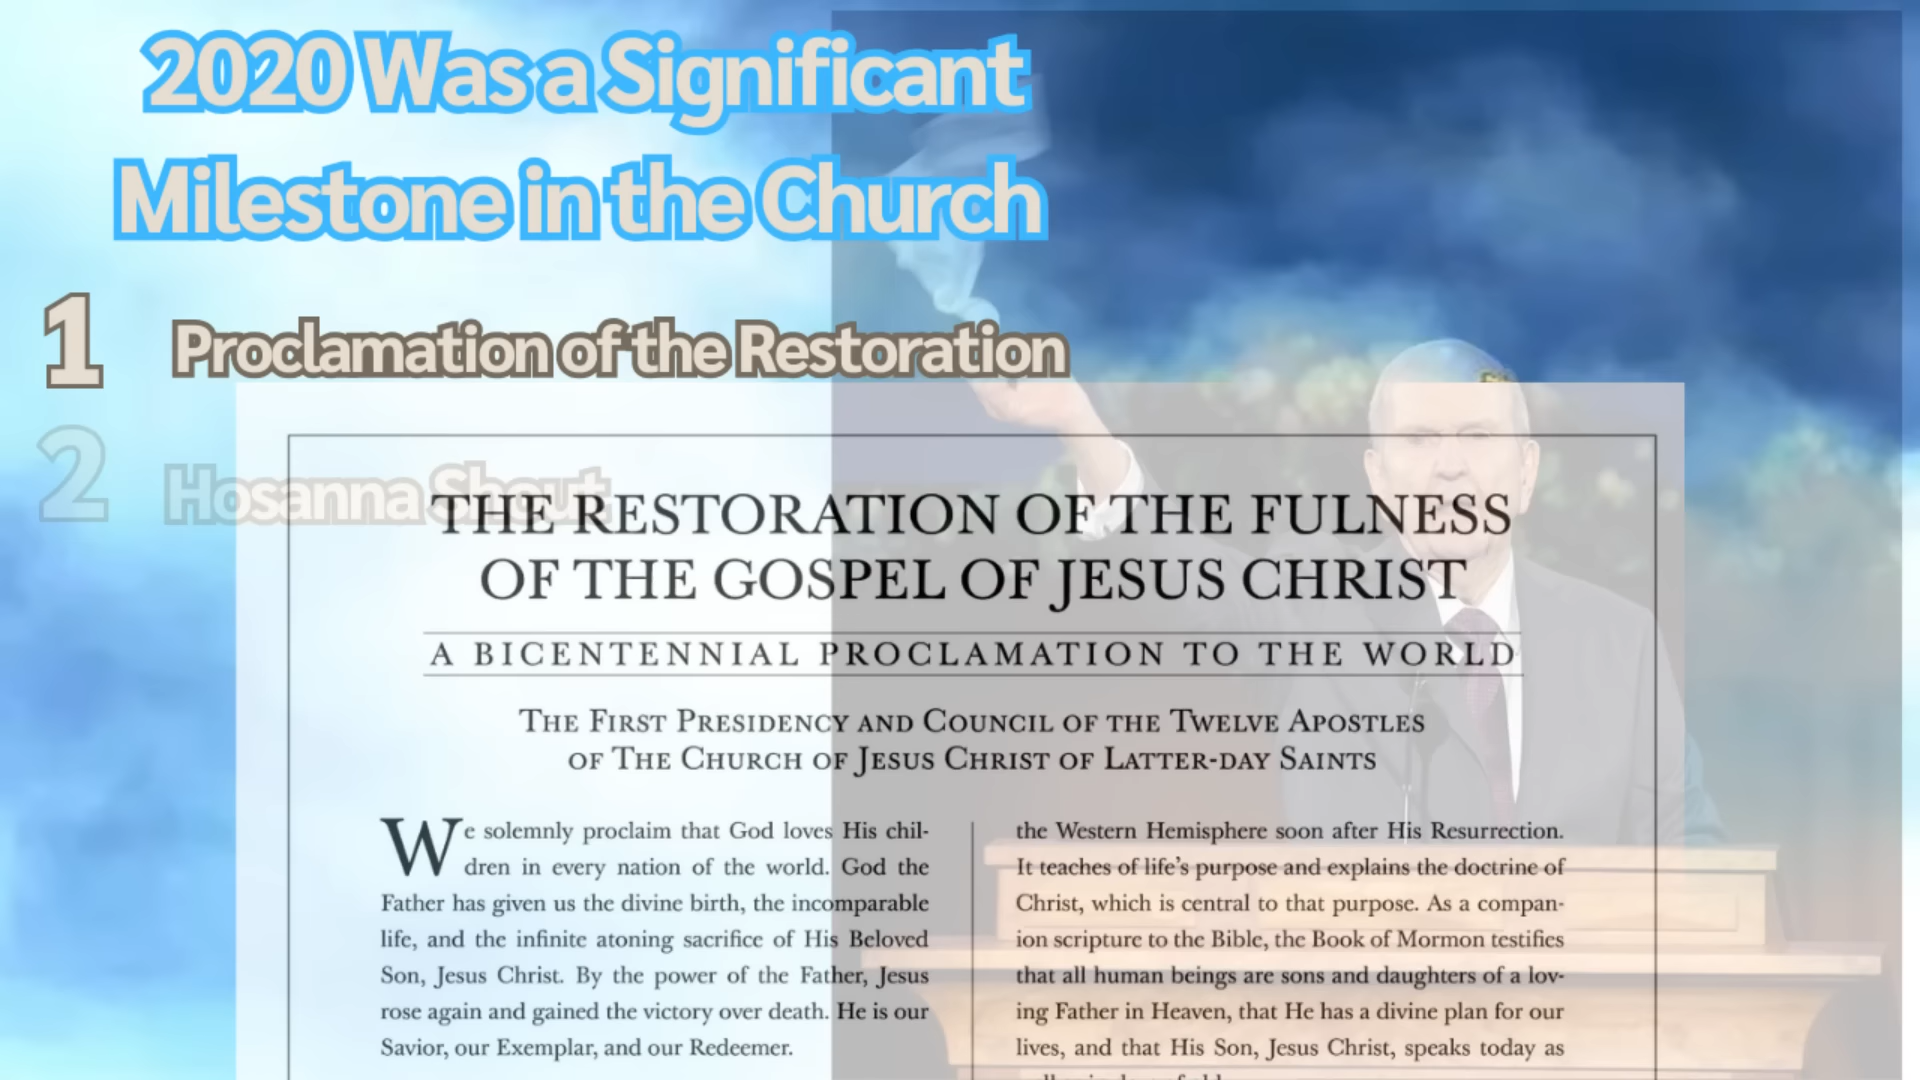 2020 Was a Significant
Milestone in the Church
1 Proclamation of the Restoration
2 Hosanna Shout
THE RESTORATION OF THE FULNESS
OF THE GOSPEL OF JESUS CHRIST
A BICENTENNIAL PROCLAMATION TO THE WORLD
THE FIRST PRESIDENCY AND COUNCIL OF THE TWELVE APOSTLES
OF THE CHURCH OF JESUS CHRIST OF LATTER-DAY SAINTS
We solemnly proclaim that God loves His chil-
dren in every nation of the world. God the
Father has given us the divine birth, the incomparable
life, and the infinite atoning sacrifice of His Beloved
Son, Jesus Christ. By the power of the Father, Jesus
rose again and gained the victory over death. He is our
Savior, our Exemplar, and our Redeemer.
the Western Hemisphere soon after His Resurrection.
It teaches of life's purpose and explains the doctrine of
Christ, which is central to that purpose. As a compan-
ion scripture to the Bible, the Book of Mormon testifies
that all human beings are sons and daughters of a lov-
ing Father in Heaven, that He has a divine plan for our
lives, and that His Son, Jesus Christ, speaks today as